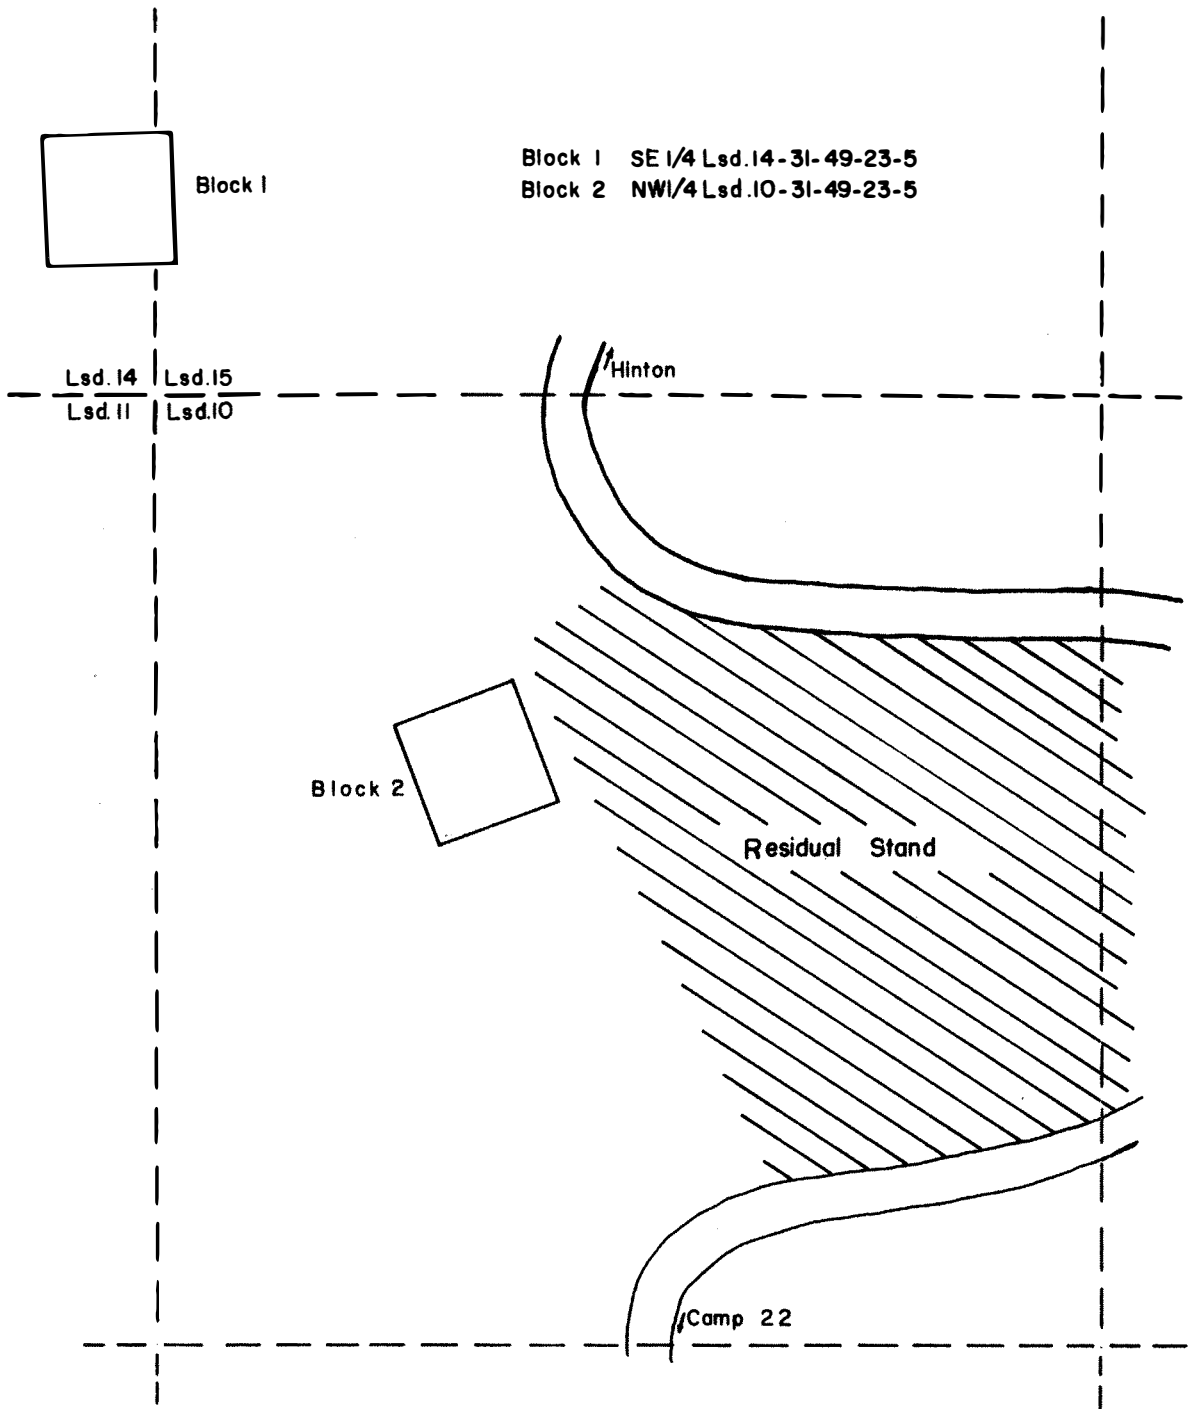 Block 1 SE 1/4 Lsd.14-31-49-23-5
Block 2 NW1/4 Lsd.10-31-49-23-5
Block 1
Hinton
Lsd. 14 Lsd.15
Lsd. 11 Lsd.10
Block 2
Residual Stand
Camp 22